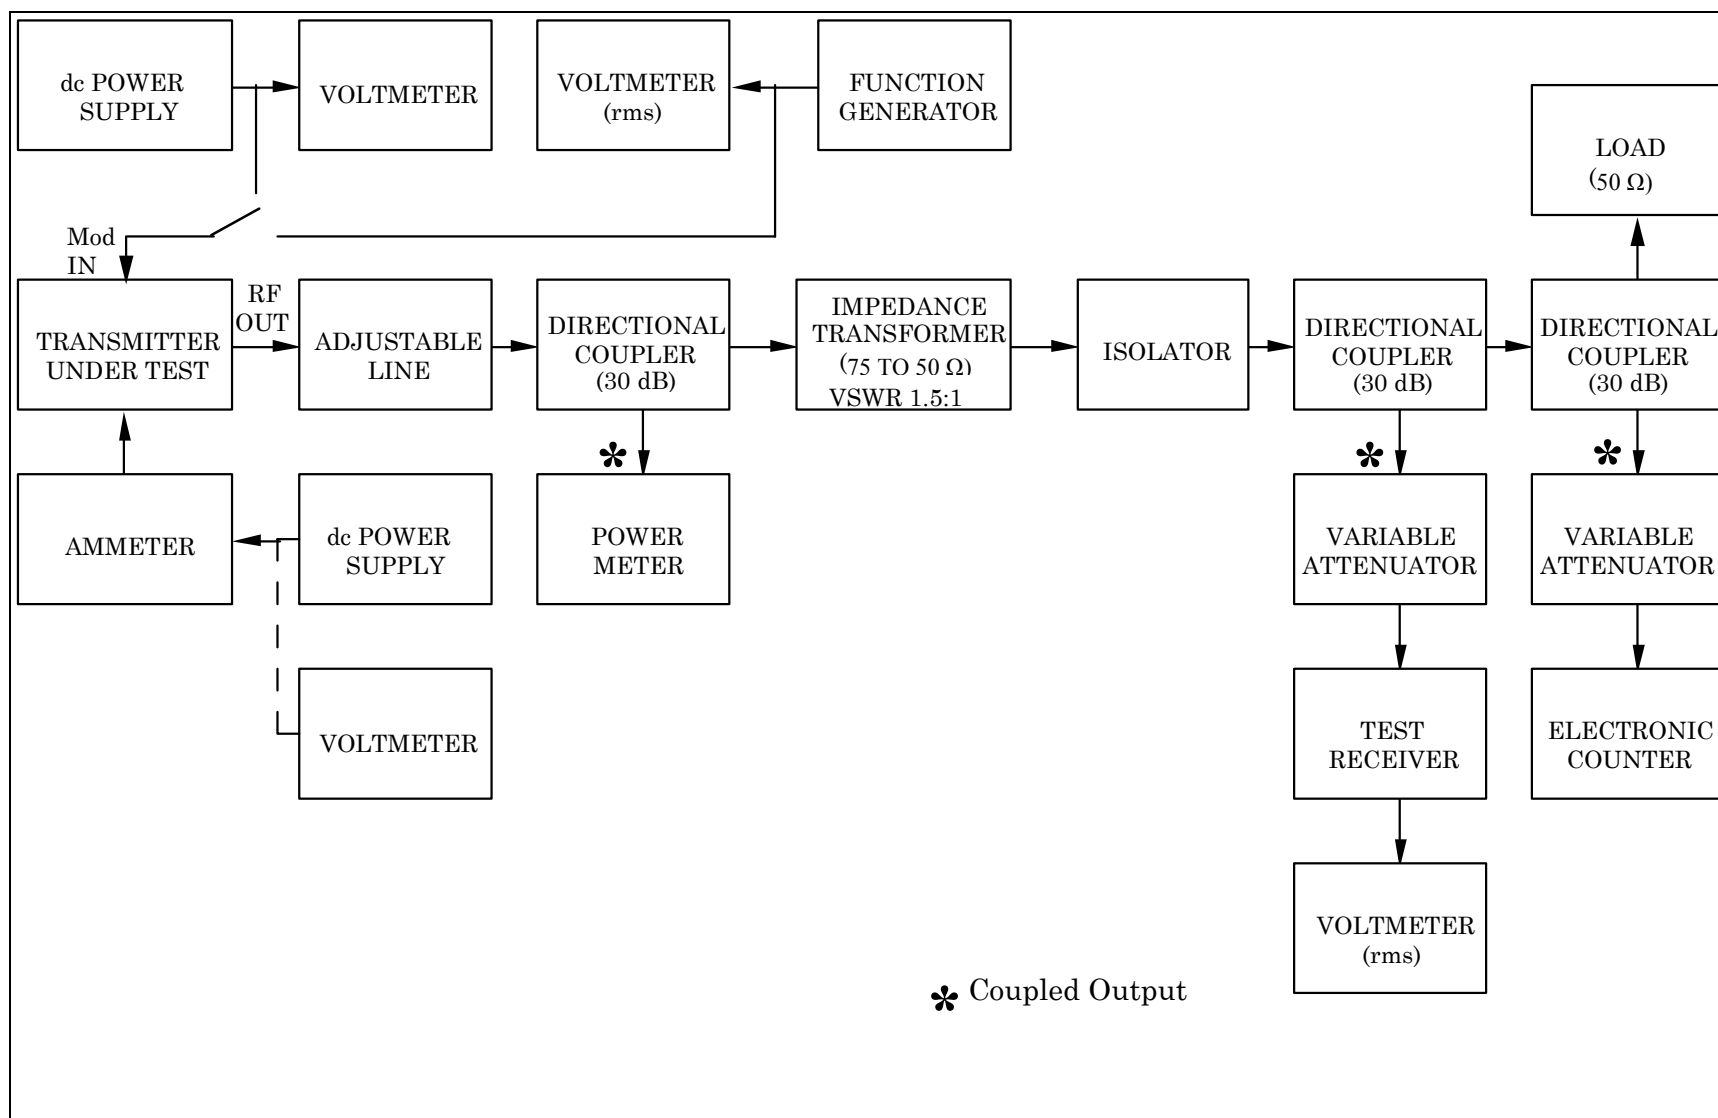 dc POWER
SUPPLY
VOLTMETER
VOLTMETER
(rms)
FUNCTION
GENERATOR
LOAD
(50 Ω)
Mod
IN
TRANSMITTER
UNDER TEST
RF
OUT
ADJUSTABLE
LINE
DIRECTIONAL
COUPLER
(30 dB)
IMPEDANCE
TRANSFORMER
(75 TO 50 Ω)
VSWR 1.5:1
ISOLATOR
DIRECTIONAL
COUPLER
(30 dB)
DIRECTIONAL
COUPLER
(30 dB)
*
*
*
AMMETER
dc POWER
SUPPLY
POWER
METER
VARIABLE
ATTENUATOR
VARIABLE
ATTENUATOR
VOLTMETER
TEST
RECEIVER
ELECTRONIC
COUNTER
VOLTMETER
(rms)
* Coupled Output